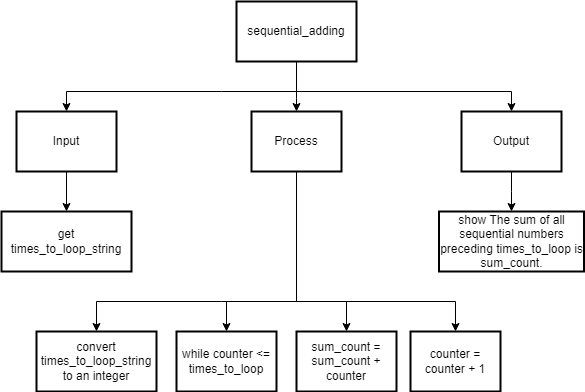 sequential_adding
Input
Process
Output
get
times_to_loop_string
show The sum of all
sequential numbers
preceding times_to_loop is
sum_count.
convert
times_to_loop_string
to an integer
while counter <=
times_to_loop
sum_count =
sum_count +
counter
counter =
counter + 1